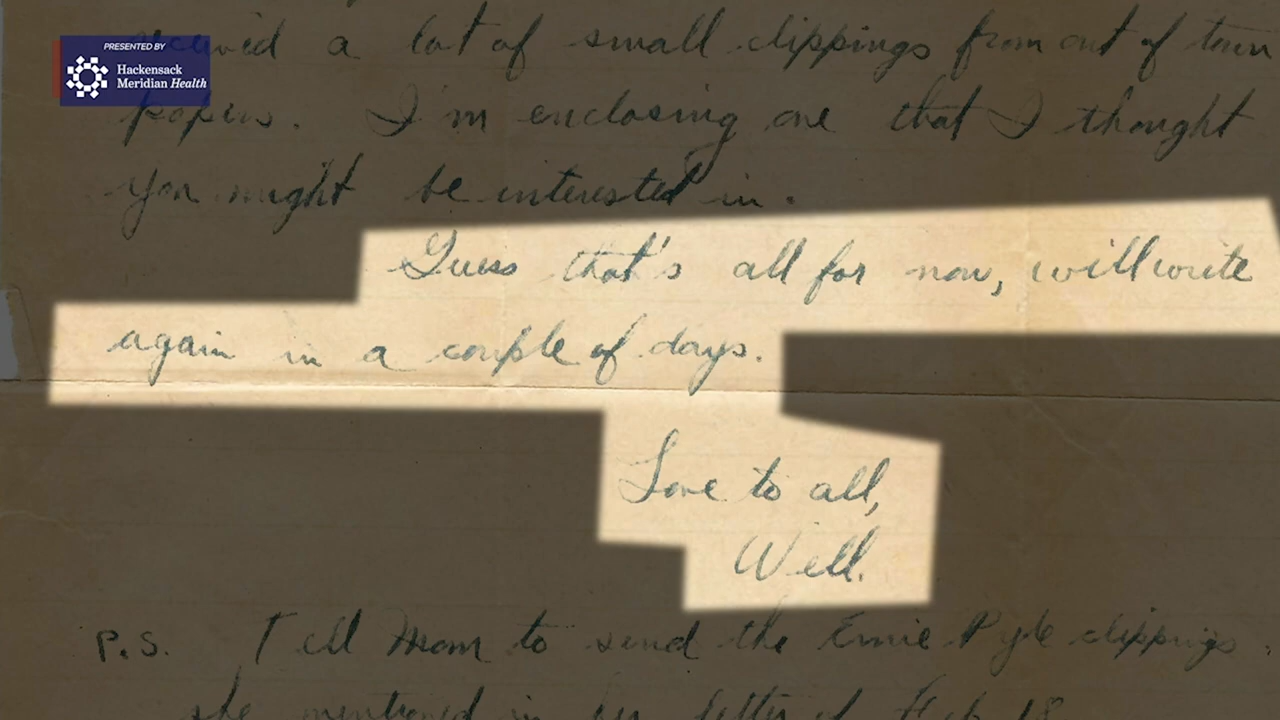 PRESENTED BY
Hackensack
Meridian Health
received a lot of small clippings from out of town
papers. I'm enclosing one that I thought
you might be interested in.
Guess that's all for now, will write
again in a couple of days.
Love to all,
Will.
P.S. Tell Mom to send the Ernie Pyle clippings
she mentioned in her letter of Feb 18